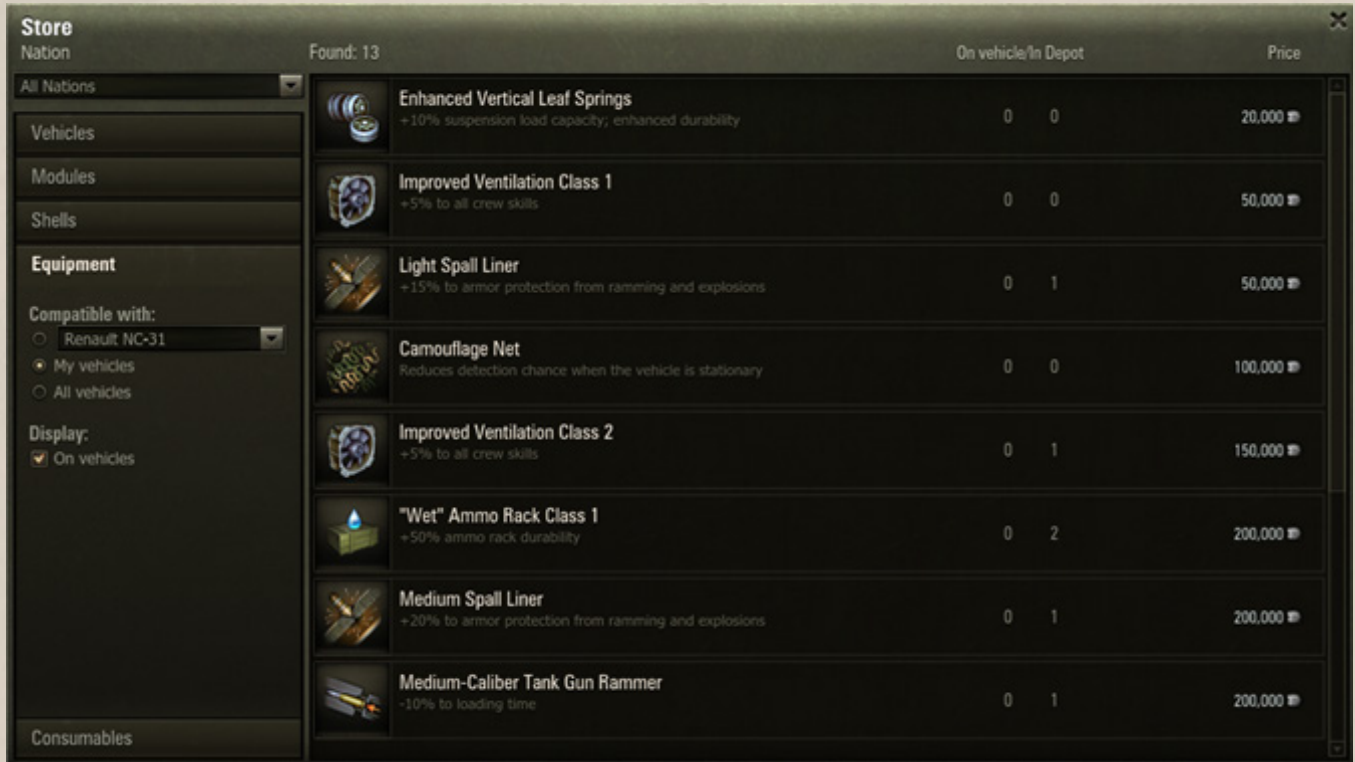 Store
Nation
Found: 13
On vehicle/In Depot
Price
All Nations
Vehicles
Modules
Shells
Equipment
Compatible with:
Renault NC-31
My vehicles
All vehicles
Display:
On vehicles
Consumables
Enhanced Vertical Leaf Springs
+10% suspension load capacity; enhanced durability
0 0 20,000
Improved Ventilation Class 1
+5% to all crew skills
0 0 50,000
Light Spall Liner
+15% to armor protection from ramming and explosions
0 1 50,000
Camouflage Net
Reduces detection chance when the vehicle is stationary
0 0 100,000
Improved Ventilation Class 2
+5% to all crew skills
0 1 150,000
"Wet" Ammo Rack Class 1
+50% ammo rack durability
0 2 200,000
Medium Spall Liner
+20% to armor protection from ramming and explosions
0 1 200,000
Medium-Caliber Tank Gun Rammer
-10% to loading time
0 1 200,000